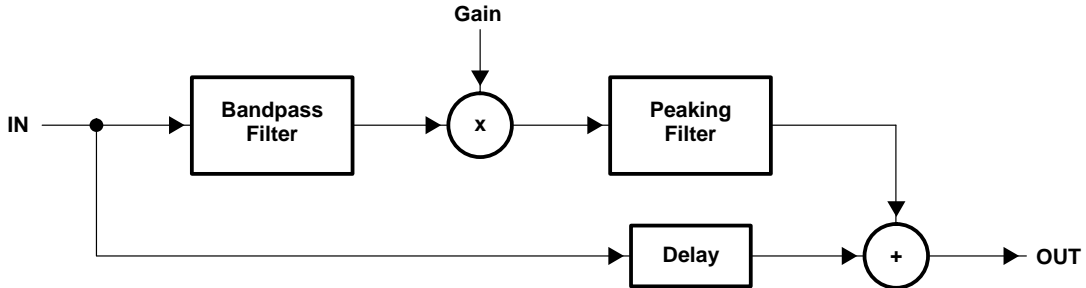 Gain
Bandpass
Filter
Peaking
Filter
IN
x
Delay
+
OUT